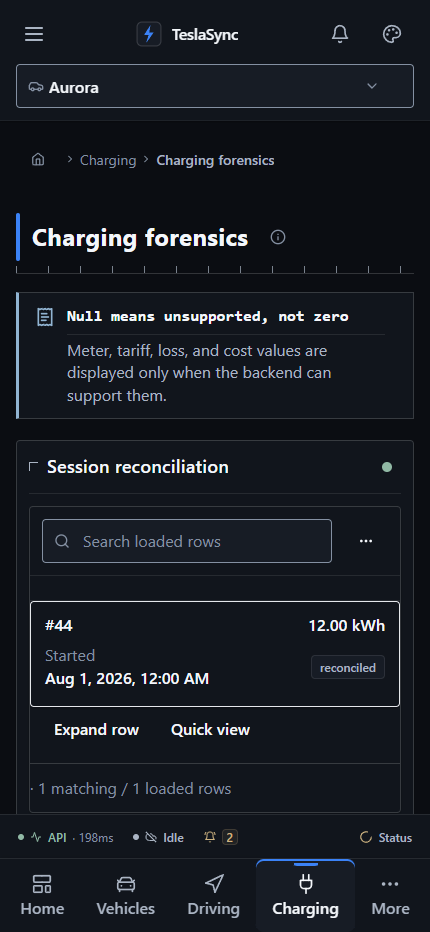 TeslaSync
Aurora
Charging
Charging forensics
Charging forensics
Null means unsupported, not zero
Meter, tariff, loss, and cost values are
displayed only when the backend can
support them.
Session reconciliation
Search loaded rows
#44
12.00 kWh
Started
Aug 1, 2026, 12:00 AM
reconciled
Expand row
Quick view
· 1 matching / 1 loaded rows
API · 198ms
Idle
2
Status
Home
Vehicles
Driving
Charging
More